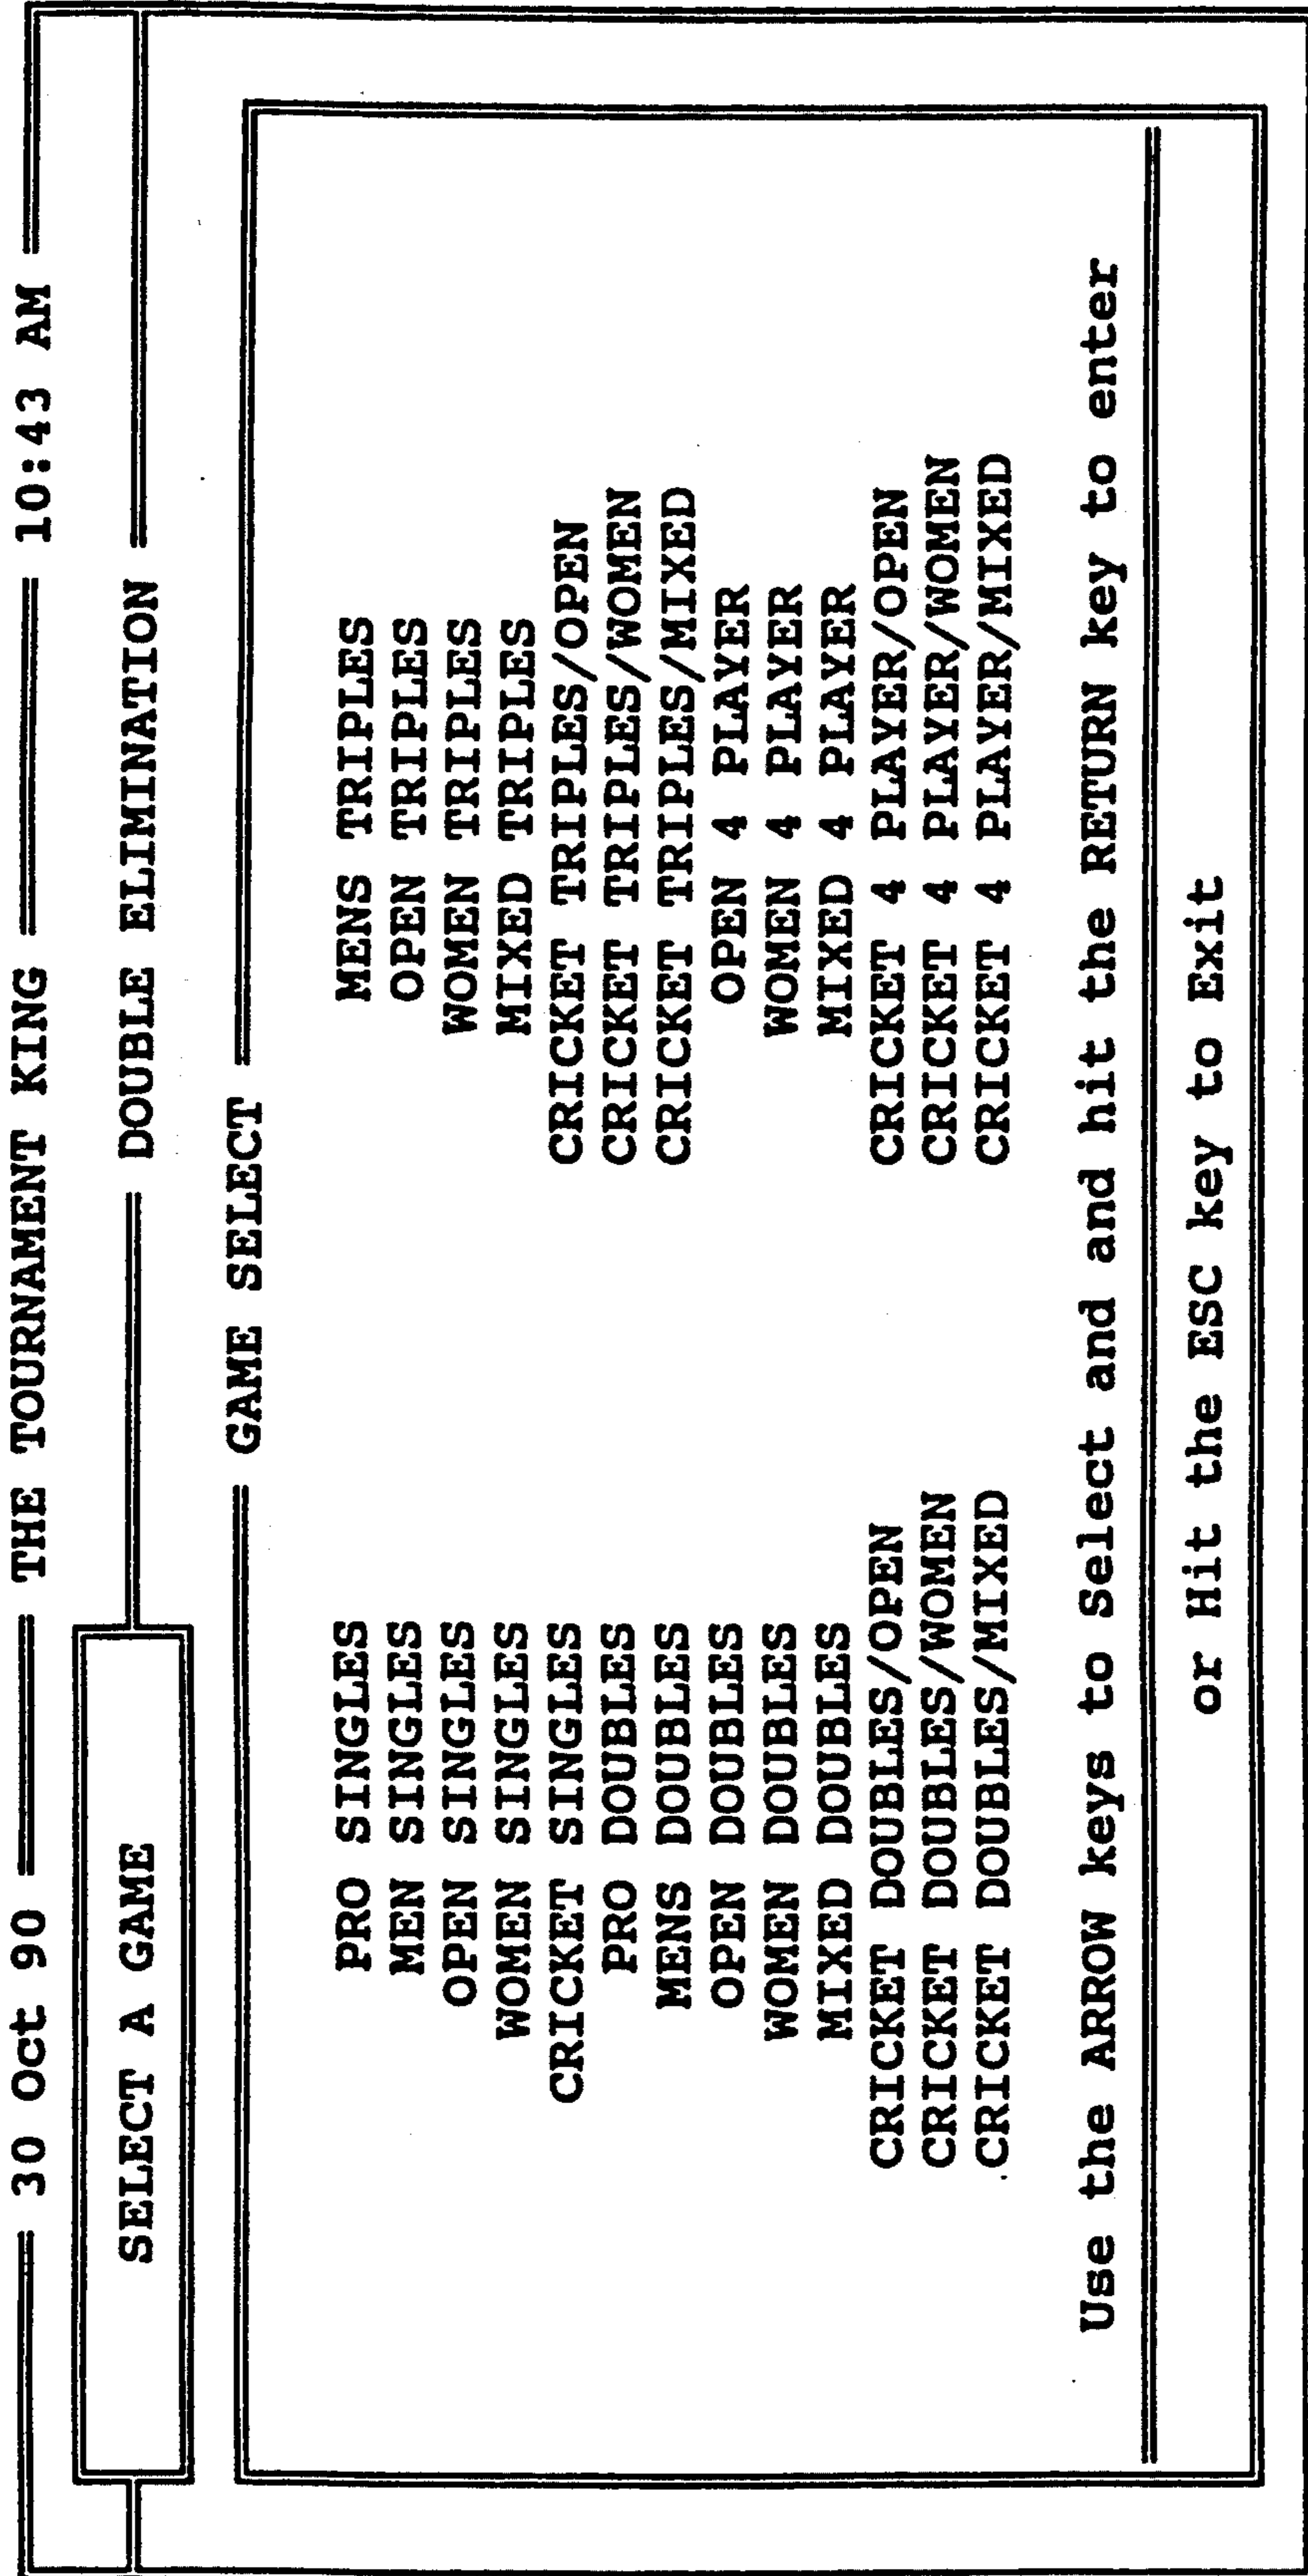 30 Oct 90 THE TOURNAMENT KING 10:43 AM
SELECT A GAME DOUBLE ELIMINATION
GAME SELECT
PRO SINGLES MENS TRIPLES
MEN SINGLES OPEN TRIPLES
OPEN SINGLES WOMEN TRIPLES
WOMEN SINGLES MIXED TRIPLES
CRICKET SINGLES CRICKET TRIPLES/OPEN
PRO DOUBLES CRICKET TRIPLES/WOMEN
MENS DOUBLES CRICKET TRIPLES/MIXED
OPEN DOUBLES OPEN 4 PLAYER
WOMEN DOUBLES WOMEN 4 PLAYER
MIXED DOUBLES MIXED 4 PLAYER
CRICKET DOUBLES/OPEN CRICKET 4 PLAYER/OPEN
CRICKET DOUBLES/WOMEN CRICKET 4 PLAYER/WOMEN
CRICKET DOUBLES/MIXED CRICKET 4 PLAYER/MIXED
Use the ARROW keys to Select and and hit the RETURN key to enter
or Hit the ESC key to Exit